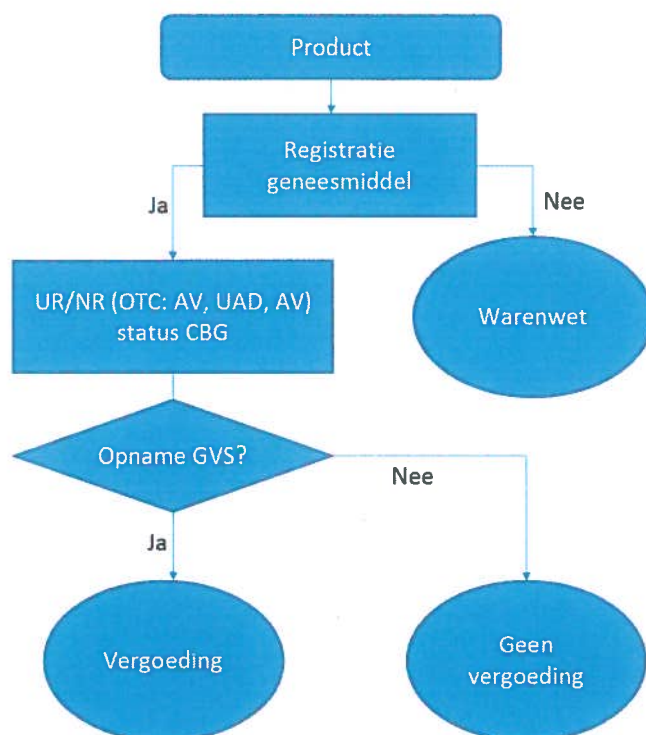 Product
Registratie
geneesmiddel
Ja
Nee
UR/NR (OTC: AV, UAD, AV)
status CBG
Warenwet
Opname GVS?
Nee
Ja
Vergoeding
Geen
vergoeding